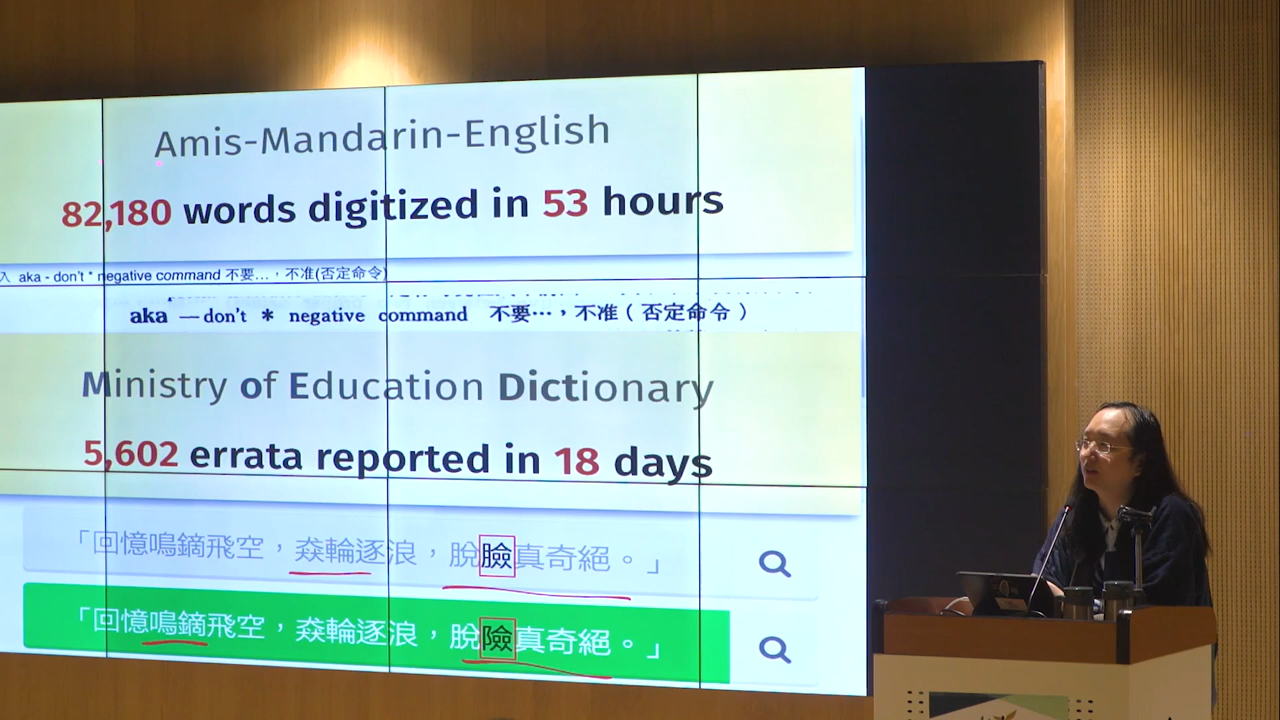 Amis-Mandarin-English
82,180 words digitized in 53 hours
入 aka - don't * negative command 不要…，不准(否定命令)
aka — don't * negative command 不要…，不准（否定命令）
Ministry of Education Dictionary
5,602 errata reported in 18 days
「回憶鳴鏑飛空，猋輪逐浪，脫臉真奇絕。」
「回憶鳴鏑飛空，猋輪逐浪，脫險真奇絕。」